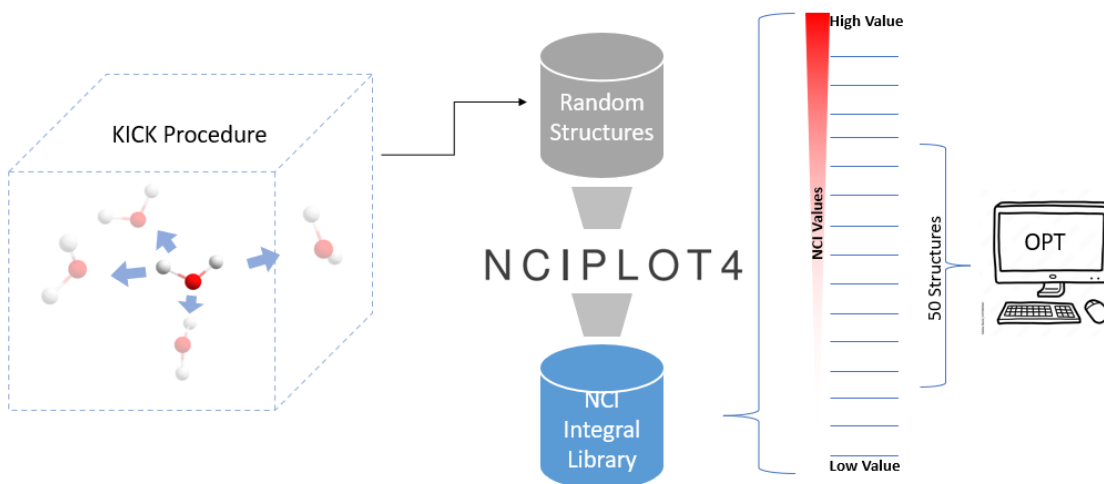 KICK Procedure
Random
Structures
NCIPLOT4
NCI
Integral
Library
High Value
NCI Values
Low Value
50 Structures
OPT